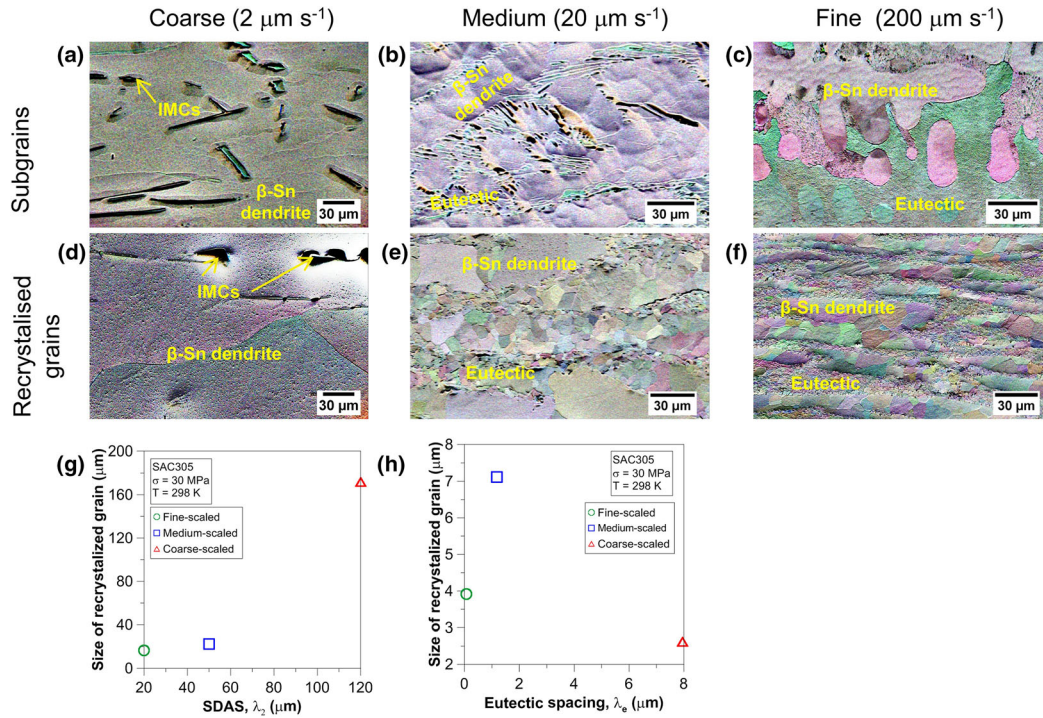 Coarse (2 μm s⁻¹)
Medium (20 μm s⁻¹)
Fine (200 μm s⁻¹)
Subgrains
(a)
IMCs
β-Sn
dendrite
30 μm
(b)
β-Sn
dendrite
Eutectic
30 μm
(c)
β-Sn dendrite
Eutectic
30 μm
Recrystalised
grains
(d)
IMCs
β-Sn dendrite
30 μm
(e)
β-Sn dendrite
Eutectic
30 μm
(f)
β-Sn dendrite
Eutectic
30 μm
(g)
Size of recrystallized grain (μm)
200
160
120
80
40
0
SAC305
σ = 30 MPa
T = 298 K
Fine-scaled
Medium-scaled
Coarse-scaled
20
40
60
80
100
120
SDAS, λ₂ (μm)
(h)
Size of recrystallized grain (μm)
8
7
6
5
4
3
2
SAC305
σ = 30 MPa
T = 298 K
Fine-scaled
Medium-scaled
Coarse-scaled
0
2
4
6
8
Eutectic spacing, λₑ (μm)